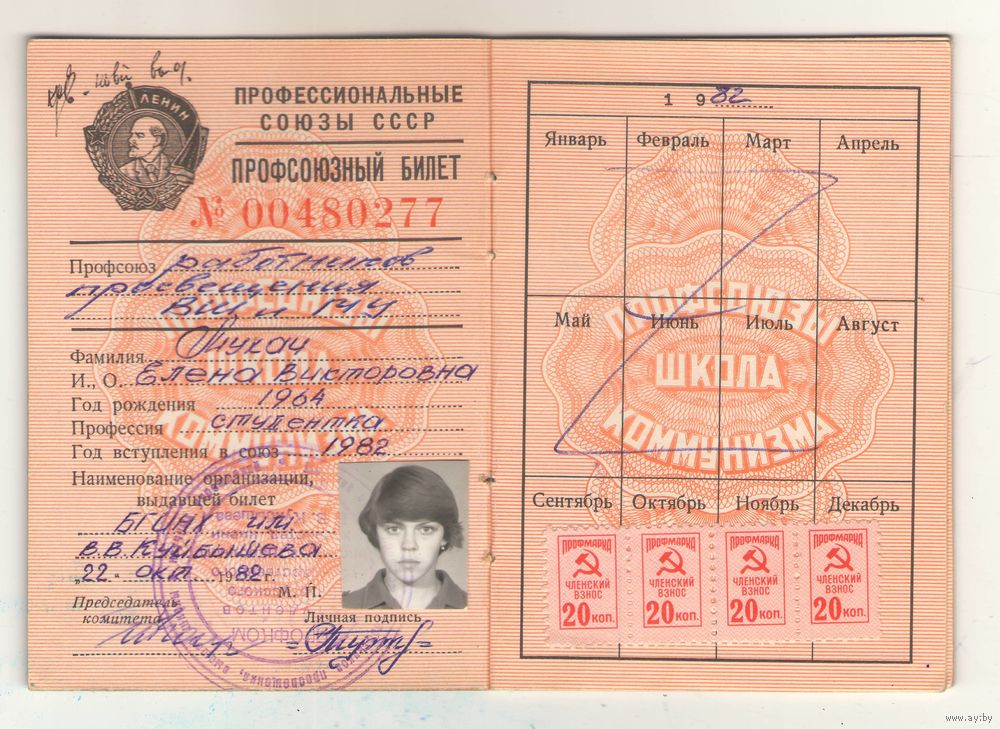 ЛЕНИН
ПРОФЕССИОНАЛЬНЫЕ
СОЮЗЫ СССР
ПРОФСОЮЗНЫЙ БИЛЕТ
№ 00480277
Профсоюз работников
просвещения
ВШ и НУ
Фамилия
И., О. Елена Викторовна
Год рождения 1964
Профессия студентка
Год вступления в союз 1982
Наименование организации,
выдавшей билет
БГИНХ им
В.В. Куйбышева
„22" окт 1982 г.
М. П.
Председатель
комитета
Личная подпись
1982
Январь Февраль Март Апрель
Май Июнь Июль Август
ПРОФСОЮЗЫ
ШКОЛА
КОММУНИЗМА
Сентябрь Октябрь Ноябрь Декабрь
ПРОФМАРКА ПРОФМАРКА ПРОФМАРКА ПРОФМАРКА
ЧЛЕНСКИЙ ЧЛЕНСКИЙ ЧЛЕНСКИЙ ЧЛЕНСКИЙ
ВЗНОС ВЗНОС ВЗНОС ВЗНОС
20 КОП. 20 КОП. 20 КОП. 20 КОП.
www.ay.by